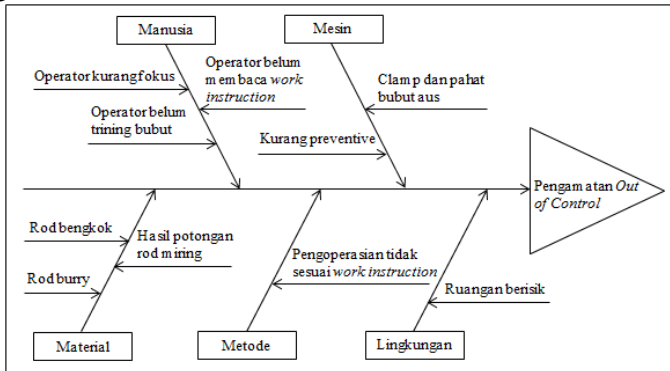 Manusia
Mesin
Operator kurang fokus
Operator belum
membaca work
instruction
Operator belum
trining bubut
Clamp dan pahat
bubut aus
Kurang preventive
Pengamatan Out
of Control
Rod bengkok
Hasil potongan
rod miring
Rod burry
Pengoperasian tidak
sesuai work instruction
Ruangan berisik
Material
Metode
Lingkungan